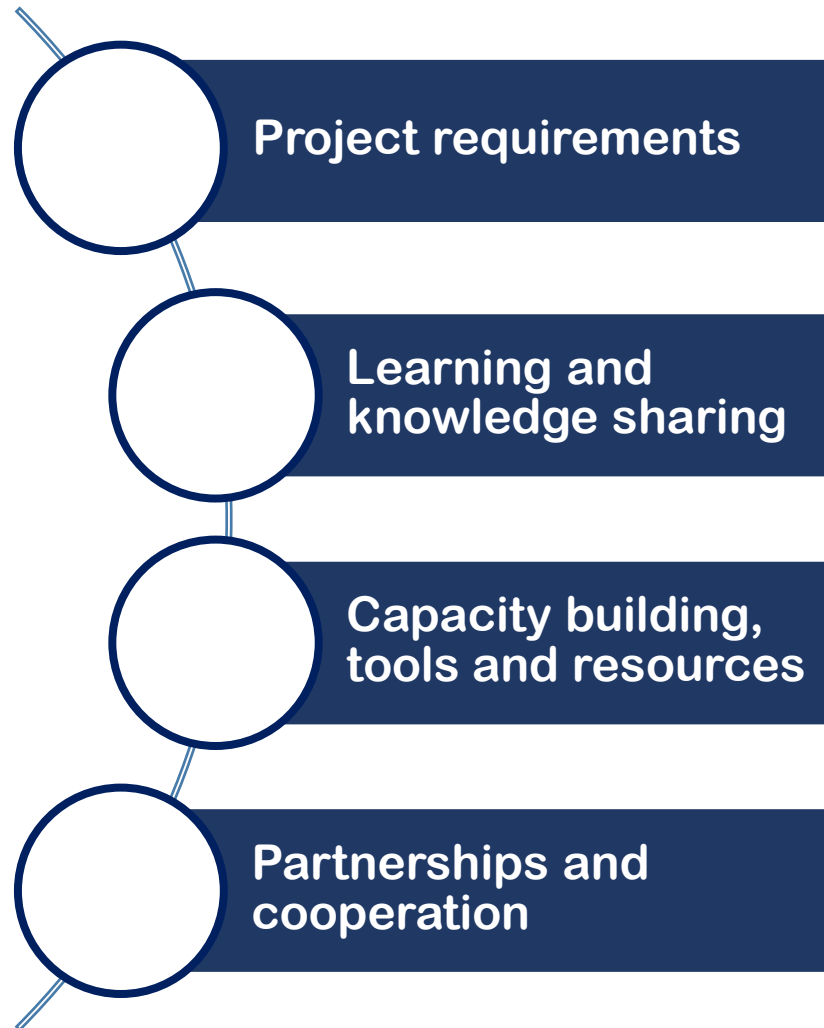 Project requirements
Learning and
knowledge sharing
Capacity building,
tools and resources
Partnerships and
cooperation